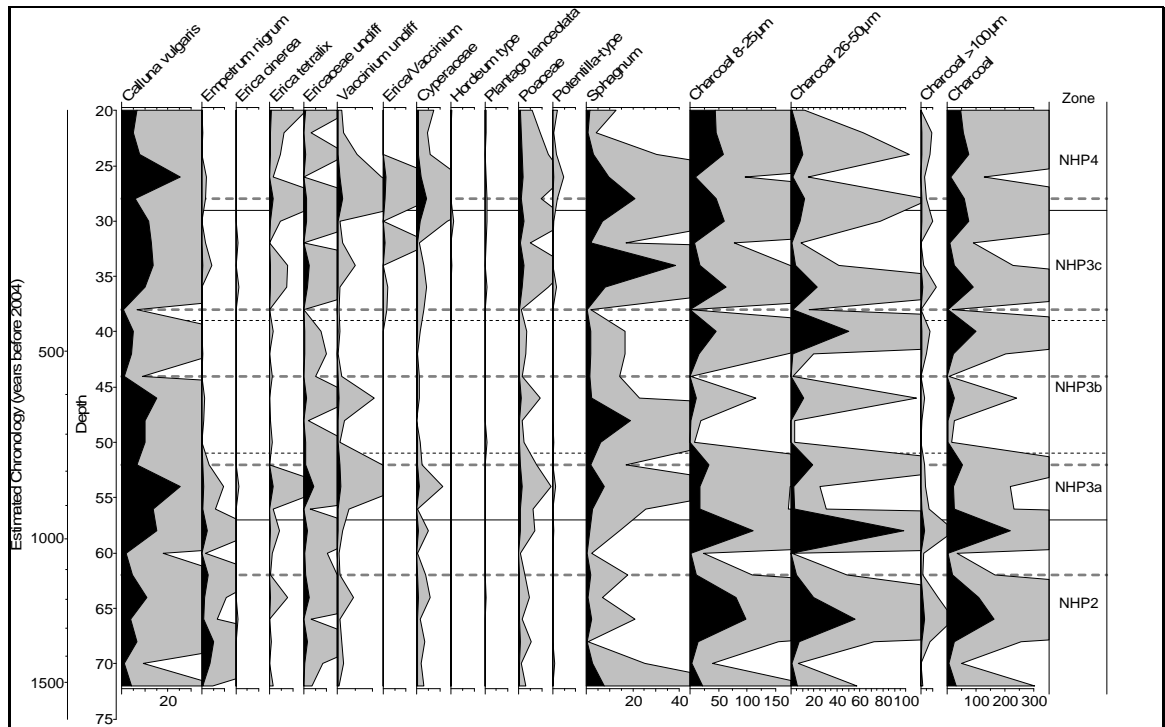 Calluna vulgaris
Empetrum nigrum
Erica cinerea
Erica tetralix
Ericaceae undiff
Vaccinium undiff
Erica/Vaccinium
Cyperaceae
Hordeum type
Plantago lanceolata
Poaceae
Potentilla-type
Sphagnum
Charcoal 8-25µm
Charcoal 26-50µm
Charcoal > 100µm
Charcoal
Zone
20
25
NHP4
30
NHP3c
35
40
500
45
NHP3b
50
NHP3a
55
1000
60
NHP2
65
70
1500
75
Estimated Chronology (years before 2004)
Depth
20
20 40
50 100 150
20 40 60 80 100
100 200 300